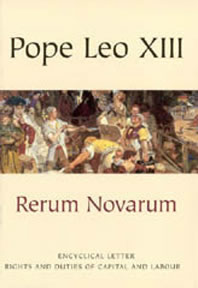 Pope Leo XIII
Rerum Novarum
ENCYCLICAL LETTER
RIGHTS AND DUTIES OF CAPITAL AND LABOUR